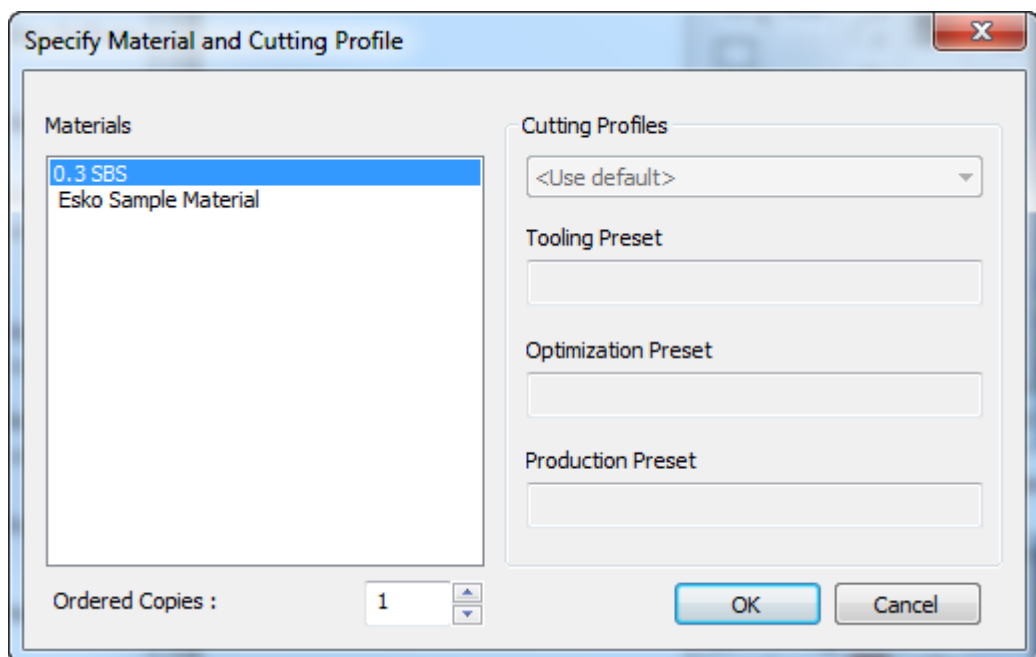 Specify Material and Cutting Profile
Materials
0.3 SBS
Esko Sample Material
Ordered Copies :
1
Cutting Profiles
<Use default>
Tooling Preset
Optimization Preset
Production Preset
OK
Cancel